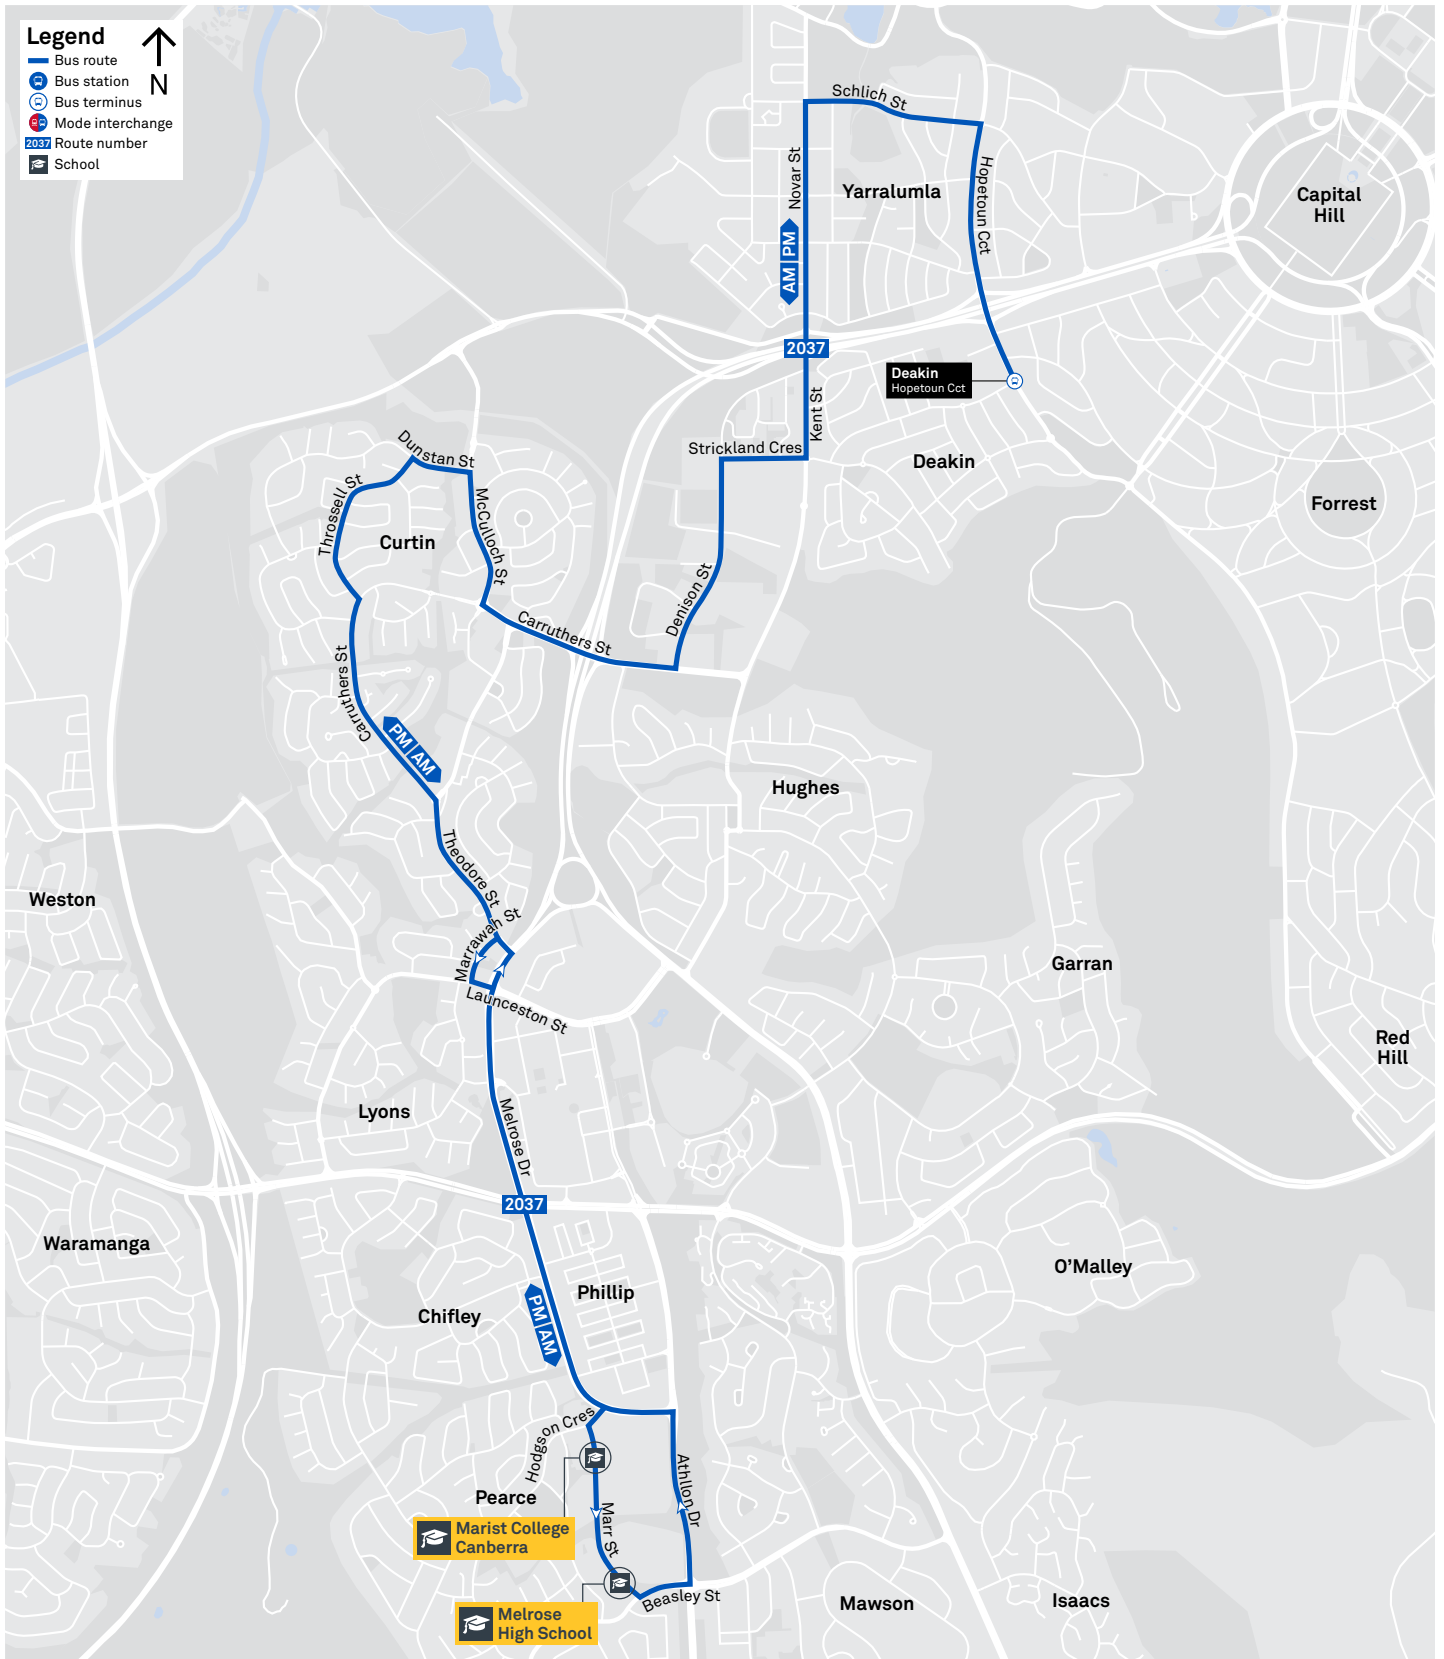 Legend
N
Bus route
Bus station
Bus terminus
Mode interchange
2037 Route number
School
Schlich St
Novar St
Yarralumla
Hopetoun Cct
Capital
Hill
AM | PM
2037
Deakin
Hopetoun Cct
Kent St
Strickland Cres
Deakin
Forrest
Dunstan St
Throssell St
McCulloch St
Curtin
Denison St
Carruthers St
Carruthers St
PM | AM
Hughes
Theodore St
Weston
Marrawah St
Garran
Launceston St
Red
Hill
Lyons
Melrose Dr
2037
Waramanga
O'Malley
Phillip
PM | AM
Chifley
Hodgson Cres
Athllon Dr
Pearce
Marr St
Marist College
Canberra
Beasley St
Melrose
High School
Mawson
Isaacs